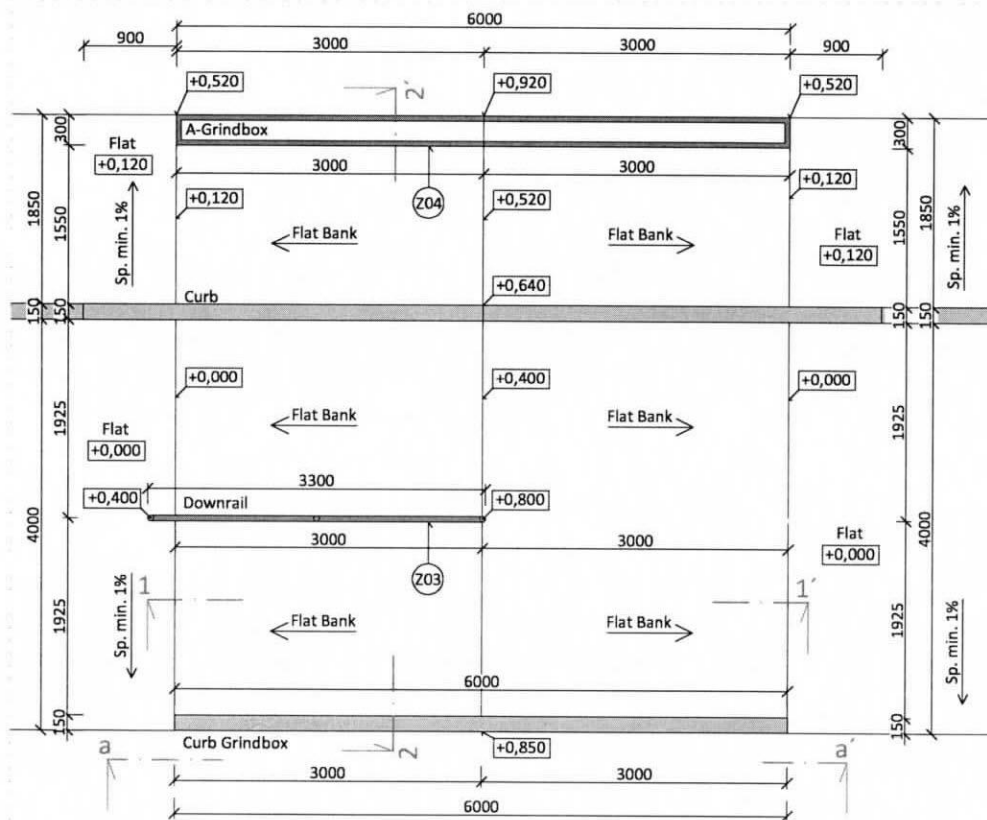 6000
900
3000
3000
900
+0,520
+0,920
+0,520
2´
300
A-Grindbox
300
Flat
+0,120
3000
3000
+0,120
Z04
+0,520
+0,120
1850
1550
Sp. min. 1%
Flat Bank
Flat Bank
Flat
+0,120
1550
1850
Sp. min. 1%
Curb
+0,640
150
150
150
150
+0,000
+0,400
+0,000
1925
Flat Bank
Flat Bank
1925
Flat
+0,000
3300
+0,400
Downrail
+0,800
4000
Flat
+0,000
4000
3000
3000
Z03
1
1´
1925
Sp. min. 1%
Flat Bank
Flat Bank
1925
Sp. min. 1%
6000
150
150
a
Curb Grindbox
2
+0,850
a´
3000
3000
6000